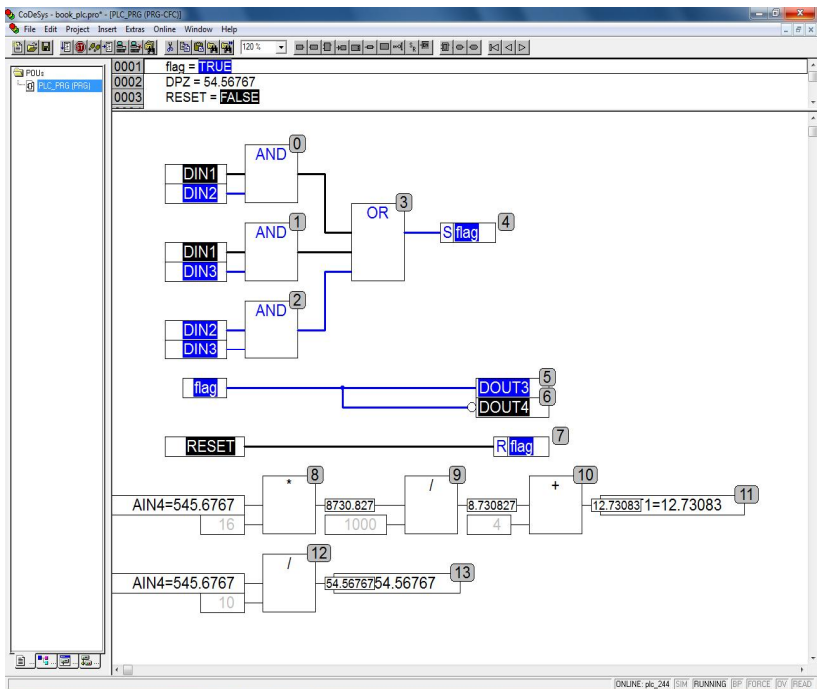 CoDeSys - book_plc.pro* - [PLC_PRG (PRG-CFC)]
File Edit Project Insert Extras Online Window Help
120 %
POUs
PLC_PRG (PRG)
0001 flag = TRUE
0002 DPZ = 54.56767
0003 RESET = FALSE
AND 0
DIN1
DIN2
OR 3
S flag 4
AND 1
DIN1
DIN3
AND 2
DIN2
DIN3
flag
DOUT3 5
DOUT4 6
RESET
R flag 7
* 8
/ 9
+ 10
AIN4=545.6767
16
8730.827
1000
8.730827
4
12.73083 1=12.73083 11
/ 12
AIN4=545.6767
10
54.56767 54.56767 13
ONLINE: plc_244 SIM RUNNING BP FORCE OV READ